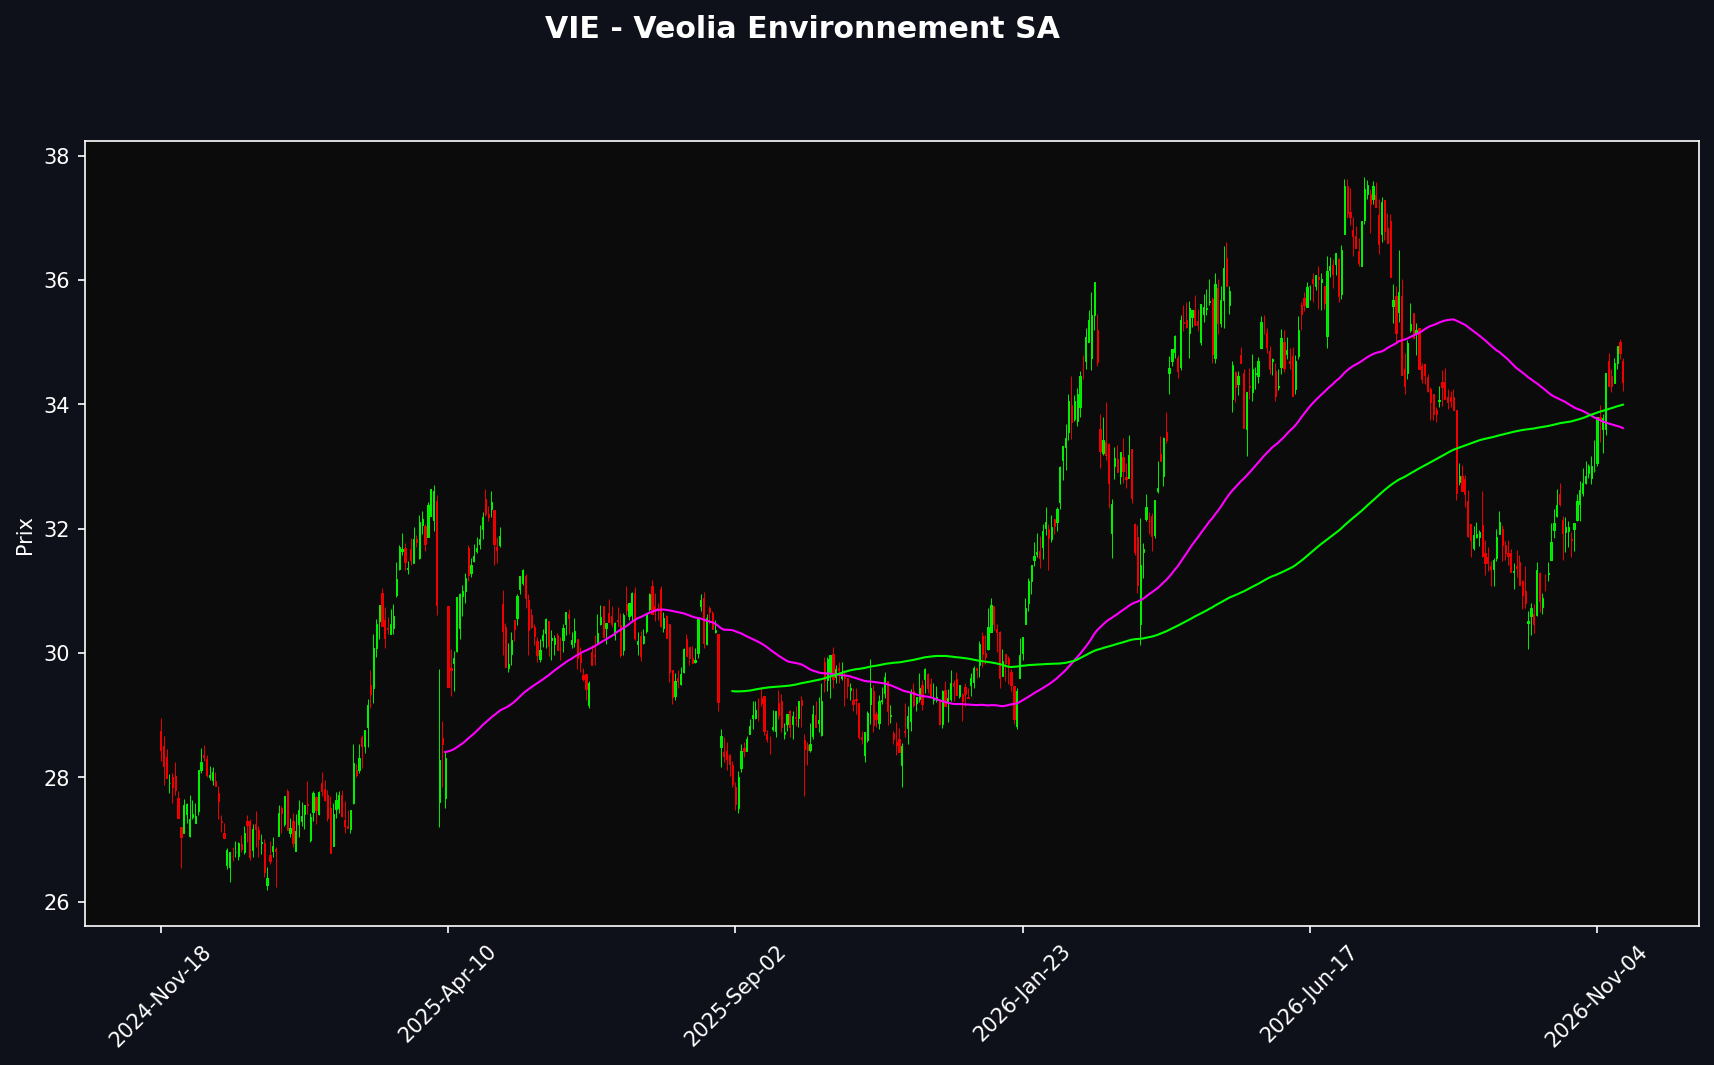 VIE - Veolia Environnement SA
Prix
38
36
34
32
30
28
26
2024-Nov-18
2025-Apr-10
2025-Sep-02
2026-Jan-23
2026-Jun-17
2026-Nov-04